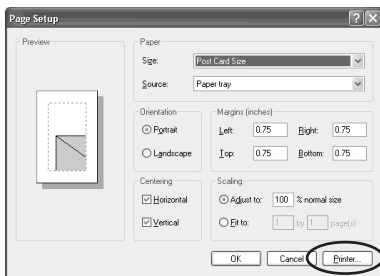 Page Setup
Preview
Paper
Size: Post Card Size
Source: Paper tray
Orientation
Portrait
Landscape
Margins (inches)
Left: 0.75 Right: 0.75
Top: 0.75 Bottom: 0.75
Centering
Horizontal
Vertical
Scaling
Adjust to: 100 % normal size
Fit to: 1 by 1 page(s)
OK Cancel Printer...